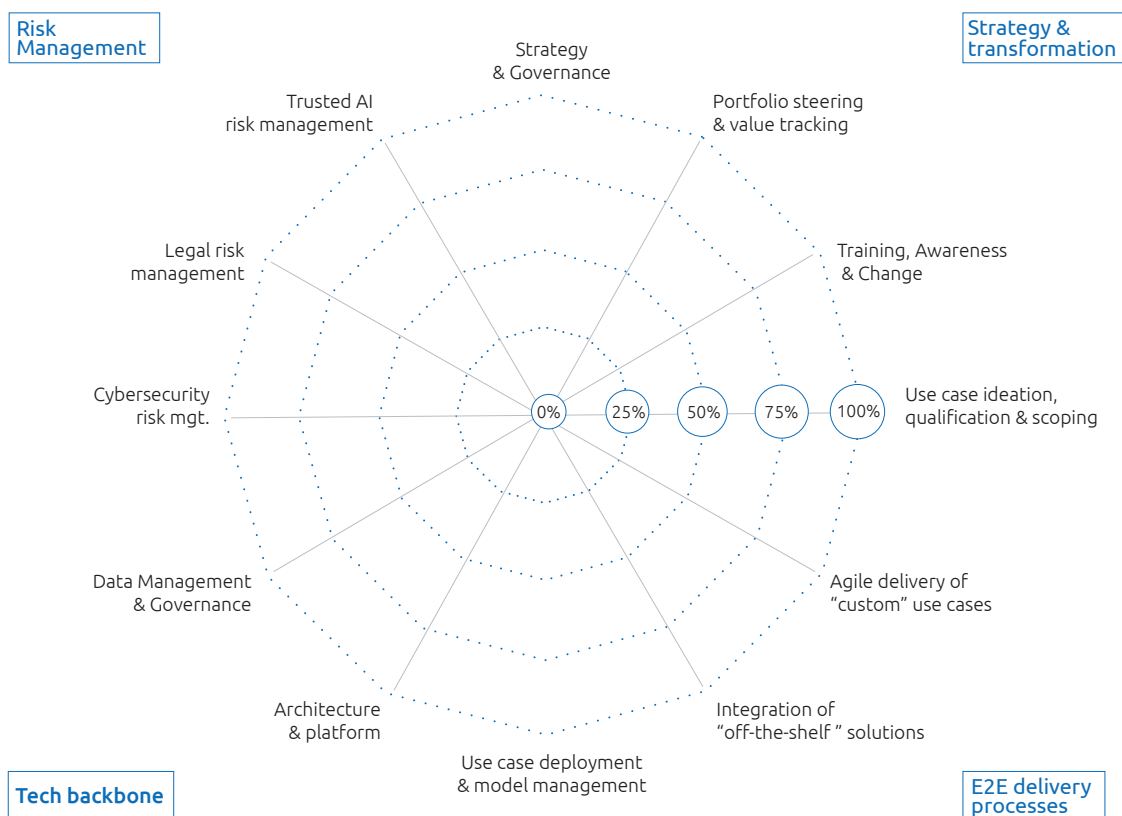 Risk
Management
Strategy &
transformation
Strategy
& Governance
Trusted AI
risk management
Portfolio steering
& value tracking
Legal risk
management
Training, Awareness
& Change
Cybersecurity
risk mgt.
0%
25%
50%
75%
100%
Use case ideation,
qualification & scoping
Data Management
& Governance
Agile delivery of
“custom” use cases
Architecture
& platform
Integration of
“off-the-shelf ” solutions
Use case deployment
& model management
Tech backbone
E2E delivery
processes